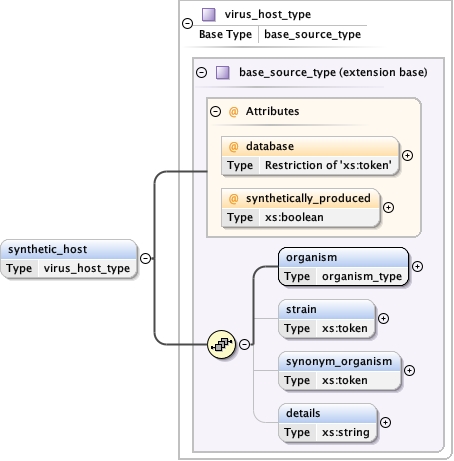 virus_host_type
Base Type base_source_type
base_source_type (extension base)
@ Attributes
@ database
Type Restriction of 'xs:token'
@ synthetically_produced
Type xs:boolean
synthetic_host
Type virus_host_type
organism
Type organism_type
strain
Type xs:token
synonym_organism
Type xs:token
details
Type xs:string